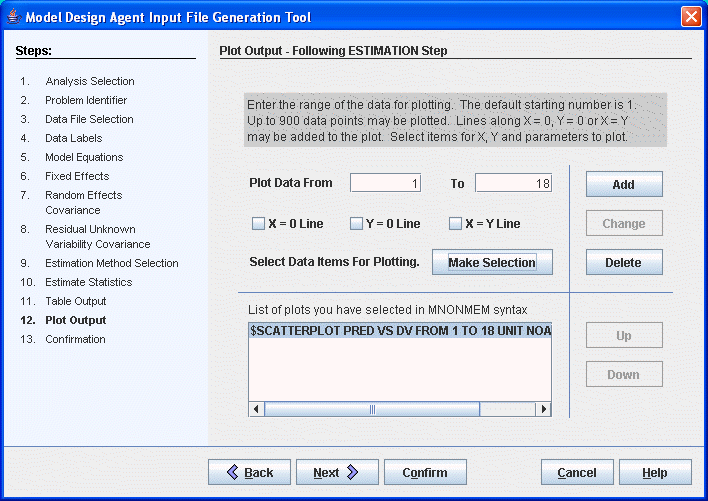 Model Design Agent Input File Generation Tool
Steps:
1. Analysis Selection
2. Problem Identifier
3. Data File Selection
4. Data Labels
5. Model Equations
6. Fixed Effects
7. Random Effects
Covariance
8. Residual Unknown
Variability Covariance
9. Estimation Method Selection
10. Estimate Statistics
11. Table Output
12. Plot Output
13. Confirmation
Plot Output - Following ESTIMATION Step
Enter the range of the data for plotting. The default starting number is 1.
Up to 900 data points may be plotted. Lines along X = 0, Y = 0 or X = Y
may be added to the plot. Select items for X, Y and parameters to plot.
Plot Data From 1 To 18
X = 0 Line Y = 0 Line X = Y Line
Select Data Items For Plotting. Make Selection
Add
Change
Delete
List of plots you have selected in MNONMEM syntax
$SCATTERPLOT PRED VS DV FROM 1 TO 18 UNIT NOA
Up
Down
Back Next Confirm Cancel Help